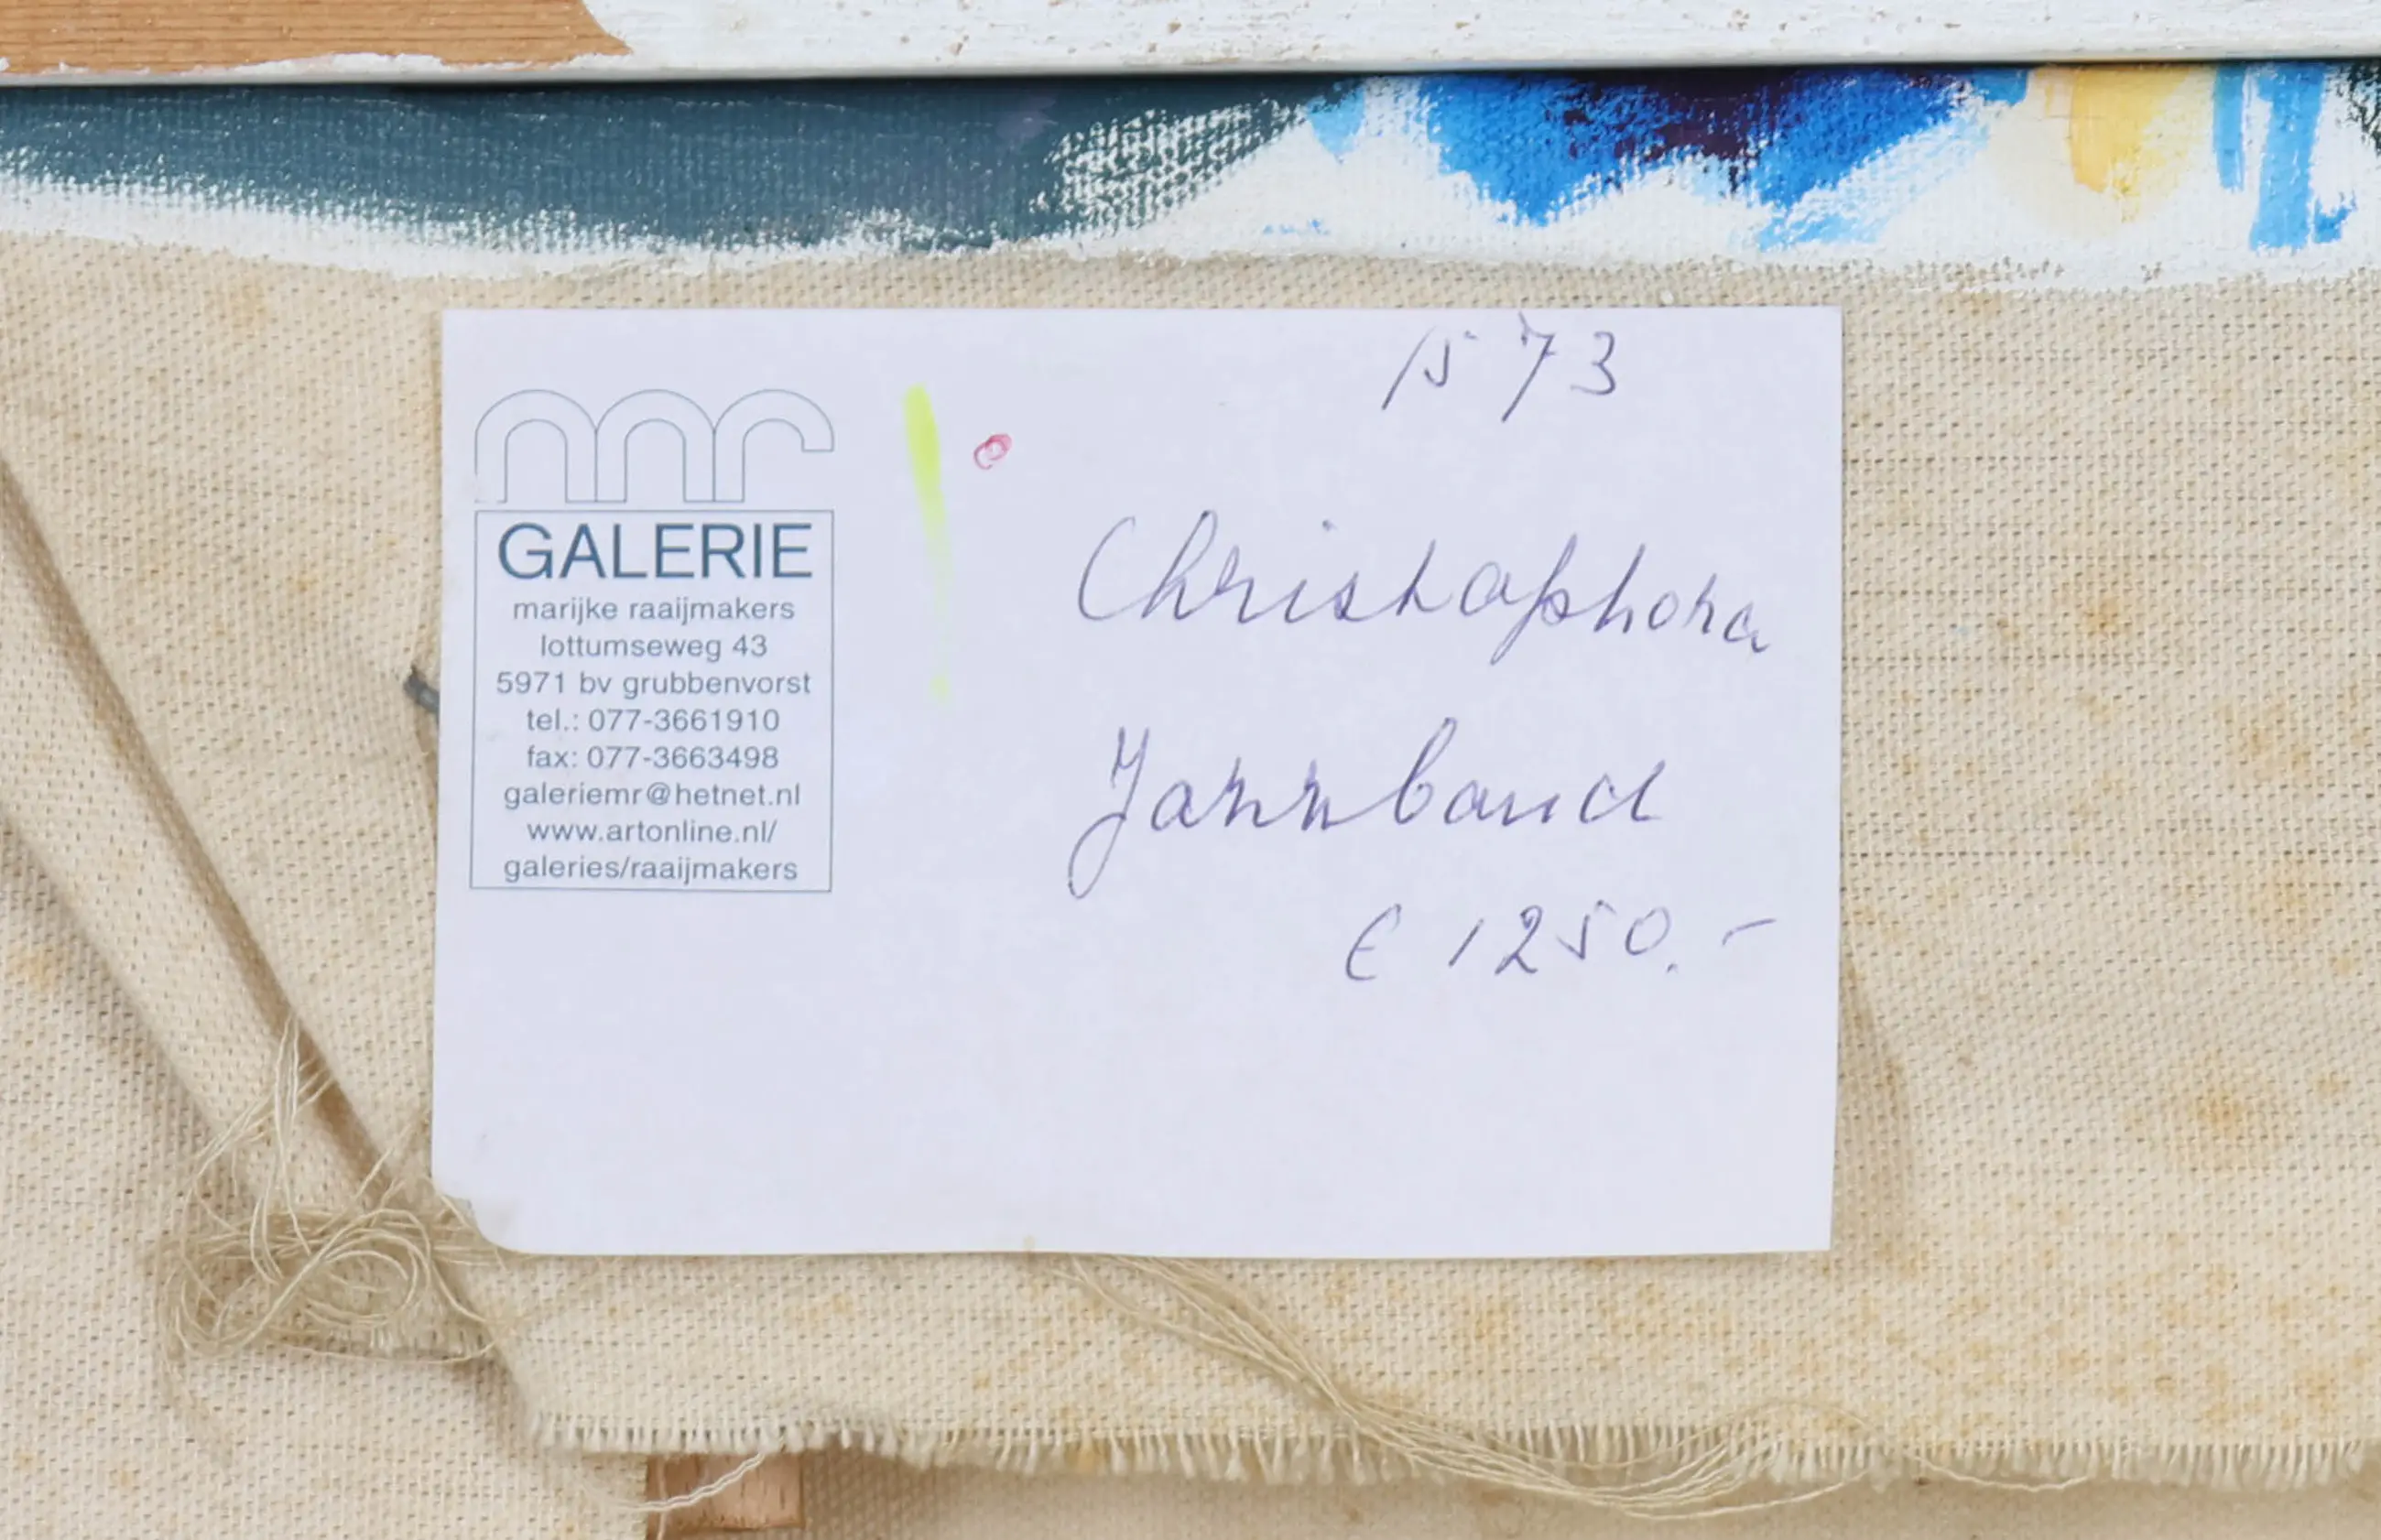 mr
GALERIE
marijke raaijmakers
lottumseweg 43
5971 bv grubbenvorst
tel.: 077-3661910
fax: 077-3663498
galeriemr@hetnet.nl
www.artonline.nl/
galeries/raaijmakers
1573
Christophora
Jazzband
€ 1250.-